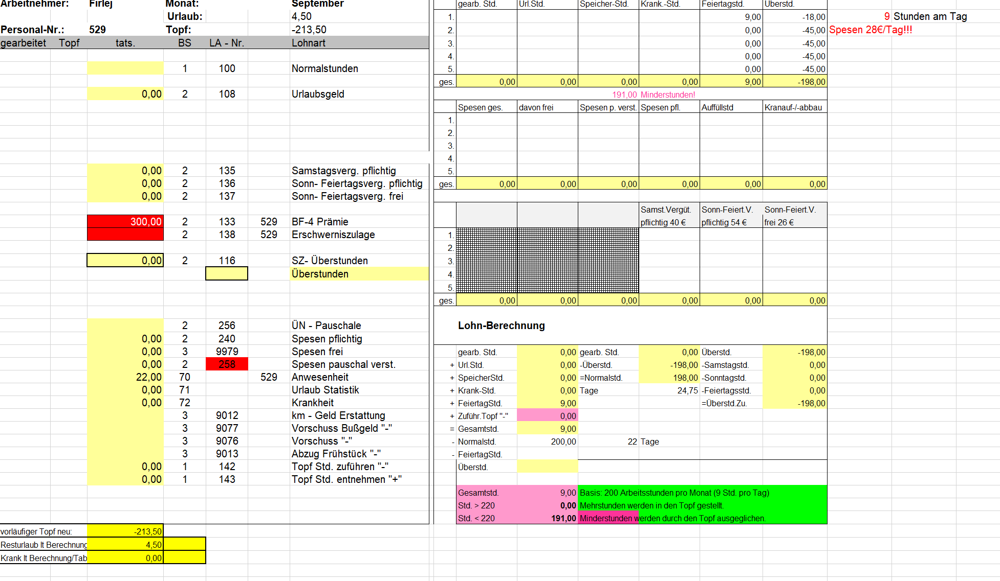 Arbeitnehmer: Firlej Monat: September
Urlaub: 4,50
Personal-Nr.: 529 Topf: -213,50
gearbeitet Topf tats. BS LA - Nr. Lohnart
1 100 Normalstunden
0,00 2 108 Urlaubsgeld
0,00 2 135 Samstagsverg. pflichtig
0,00 2 136 Sonn- Feiertagsverg. pflichtig
0,00 2 137 Sonn- Feiertagsverg. frei
300,00 2 133 529 BF-4 Prämie
2 138 529 Erschwerniszulage
0,00 2 116 SZ- Überstunden
Überstunden
2 256 ÜN - Pauschale
0,00 2 240 Spesen pflichtig
0,00 3 9979 Spesen frei
0,00 2 258 Spesen pauschal verst.
22,00 70 529 Anwesenheit
0,00 71 Urlaub Statistik
0,00 72 Krankheit
3 9012 km - Geld Erstattung
3 9077 Vorschuss Bußgeld "-"
3 9076 Vorschuss "-"
3 9013 Abzug Frühstück "-"
0,00 1 142 Topf Std. zuführen "-"
0,00 1 143 Topf Std. entnehmen "+"
vorläufiger Topf neu: -213,50
Resturlaub lt Berechnung 4,50
Krank lt Berechnung/Tab 0,00
gearb. Std. Url.Std. Speicher-Std. Krank.-Std. Feiertagstd. Überstd.
1. 9,00 -18,00 9 Stunden am Tag
2. 0,00 -45,00 Spesen 28€/Tag!!!
3. 0,00 -45,00
4. 0,00 -45,00
5. 0,00 -45,00
ges. 0,00 0,00 0,00 0,00 9,00 -198,00
191,00 Minderstunden!
Spesen ges. davon frei Spesen p. verst. Spesen pfl. Auffüllstd Kranauf-/-abbau
1.
2.
3.
4.
5.
ges. 0,00 0,00 0,00 0,00 0,00 0,00
Samst.Vergüt. Sonn-Feiert.V. Sonn-Feiert.V.
pflichtig 40 € pflichtig 54 € frei 26 €
1.
2.
3.
4.
5.
ges. 0,00 0,00 0,00 0,00 0,00 0,00
Lohn-Berechnung
gearb. Std. 0,00 gearb. Std. 0,00 Überstd. -198,00
+ Url.Std. 0,00 -Überstd. -198,00 -Samstagstd. 0,00
+ SpeicherStd. 0,00 =Normalstd. 198,00 -Sonntagstd. 0,00
+ Krank-Std. 0,00 Tage 24,75 -Feiertagsstd. 0,00
+ FeiertagStd. 9,00 =Überstd.Zu. -198,00
+ Zuführ.Topf "-" 0,00
= Gesamtstd. 9,00
- Normalstd. 200,00 22 Tage
- FeiertagStd.
Überstd.
Gesamtstd. 9,00 Basis: 200 Arbeitsstunden pro Monat (9 Std. pro Tag)
Std. > 220 0,00 Mehrstunden werden in den Topf gestellt.
Std. < 220 191,00 Minderstunden werden durch den Topf ausgeglichen.